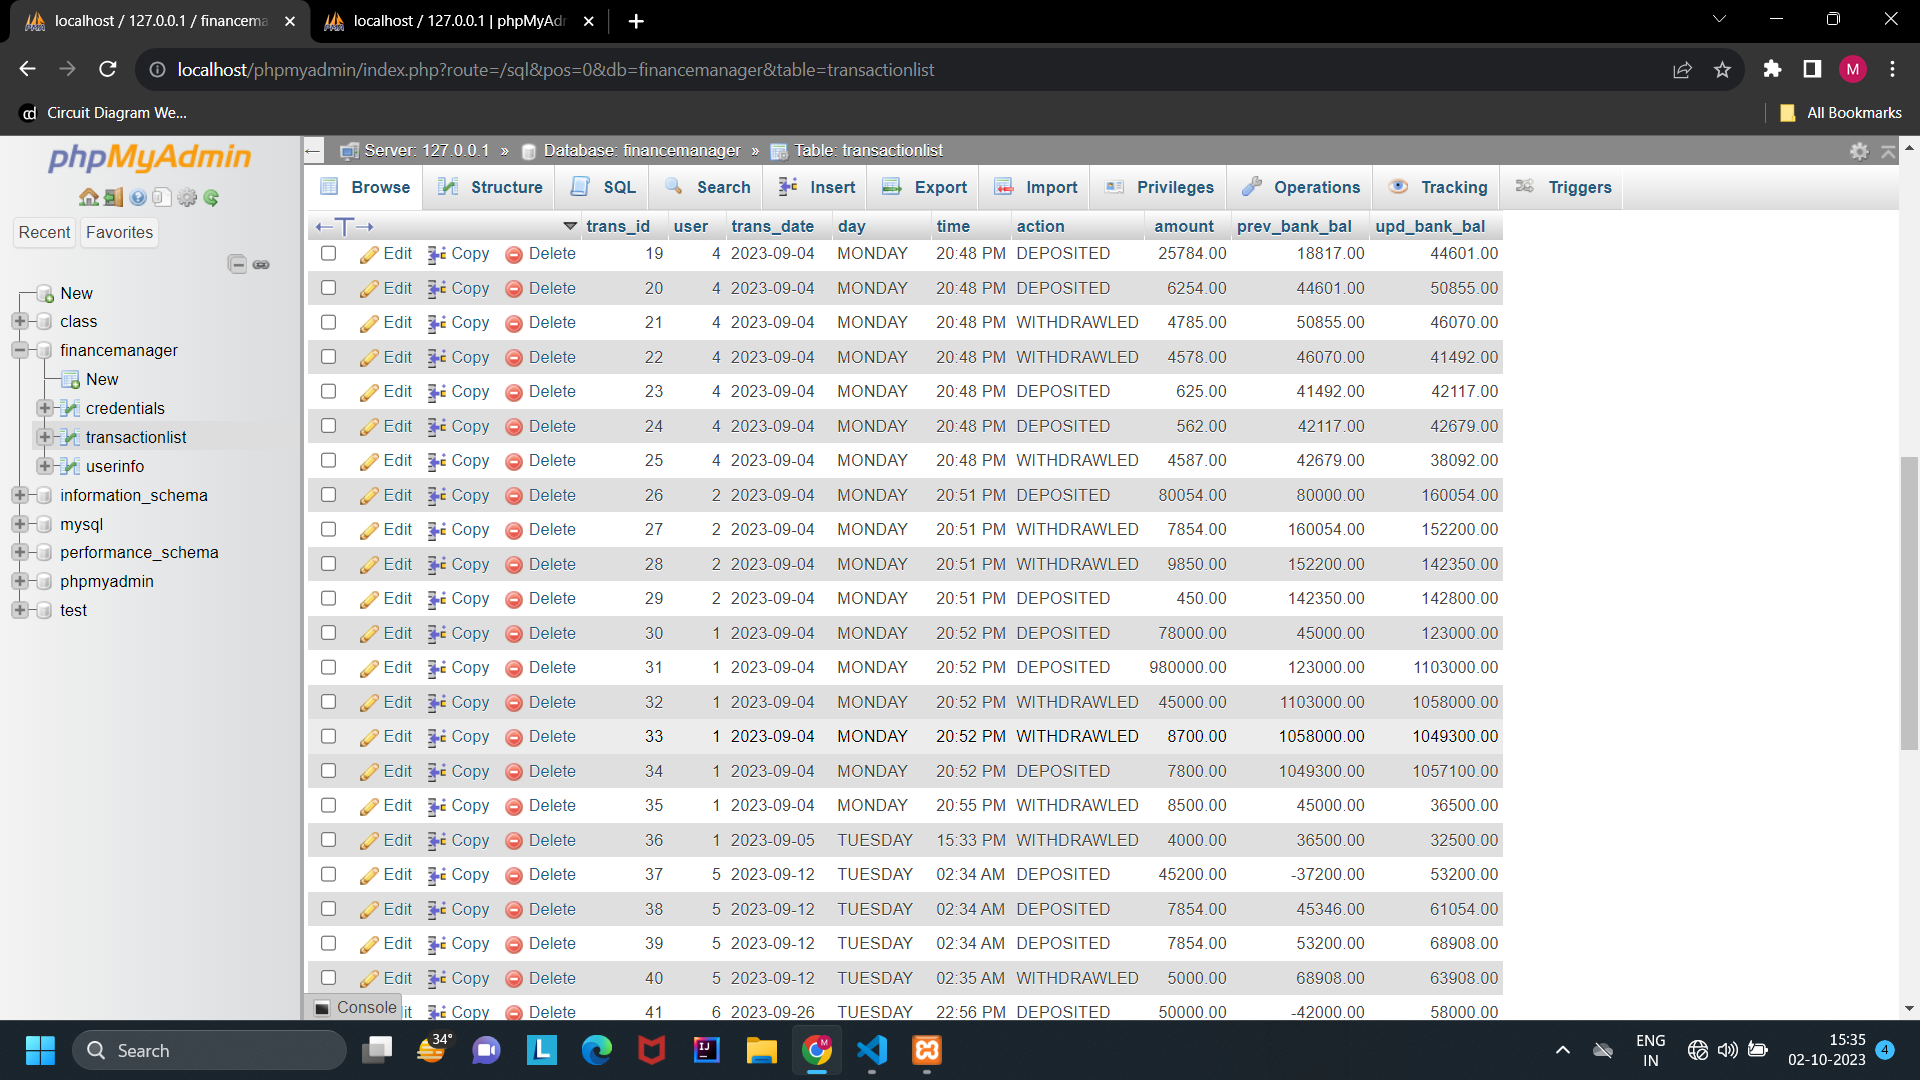 localhost / 127.0.0.1 / financema
localhost / 127.0.0.1 | phpMyAdr
localhost/phpmyadmin/index.php?route=/sql&pos=0&db=financemanager&table=transactionlist
M
cd Circuit Diagram We...
All Bookmarks
phpMyAdmin
Server: 127.0.0.1 » Database: financemanager » Table: transactionlist
Browse Structure SQL Search Insert Export Import Privileges Operations Tracking Triggers
Recent Favorites
New
class
financemanager
New
credentials
transactionlist
userinfo
information_schema
mysql
performance_schema
phpmyadmin
test
←T→ trans_id user trans_date day time action amount prev_bank_bal upd_bank_bal
Edit Copy Delete 19 4 2023-09-04 MONDAY 20:48 PM DEPOSITED 25784.00 18817.00 44601.00
Edit Copy Delete 20 4 2023-09-04 MONDAY 20:48 PM DEPOSITED 6254.00 44601.00 50855.00
Edit Copy Delete 21 4 2023-09-04 MONDAY 20:48 PM WITHDRAWLED 4785.00 50855.00 46070.00
Edit Copy Delete 22 4 2023-09-04 MONDAY 20:48 PM WITHDRAWLED 4578.00 46070.00 41492.00
Edit Copy Delete 23 4 2023-09-04 MONDAY 20:48 PM DEPOSITED 625.00 41492.00 42117.00
Edit Copy Delete 24 4 2023-09-04 MONDAY 20:48 PM DEPOSITED 562.00 42117.00 42679.00
Edit Copy Delete 25 4 2023-09-04 MONDAY 20:48 PM WITHDRAWLED 4587.00 42679.00 38092.00
Edit Copy Delete 26 2 2023-09-04 MONDAY 20:51 PM DEPOSITED 80054.00 80000.00 160054.00
Edit Copy Delete 27 2 2023-09-04 MONDAY 20:51 PM WITHDRAWLED 7854.00 160054.00 152200.00
Edit Copy Delete 28 2 2023-09-04 MONDAY 20:51 PM WITHDRAWLED 9850.00 152200.00 142350.00
Edit Copy Delete 29 2 2023-09-04 MONDAY 20:51 PM DEPOSITED 450.00 142350.00 142800.00
Edit Copy Delete 30 1 2023-09-04 MONDAY 20:52 PM DEPOSITED 78000.00 45000.00 123000.00
Edit Copy Delete 31 1 2023-09-04 MONDAY 20:52 PM DEPOSITED 980000.00 123000.00 1103000.00
Edit Copy Delete 32 1 2023-09-04 MONDAY 20:52 PM WITHDRAWLED 45000.00 1103000.00 1058000.00
Edit Copy Delete 33 1 2023-09-04 MONDAY 20:52 PM WITHDRAWLED 8700.00 1058000.00 1049300.00
Edit Copy Delete 34 1 2023-09-04 MONDAY 20:52 PM DEPOSITED 7800.00 1049300.00 1057100.00
Edit Copy Delete 35 1 2023-09-04 MONDAY 20:55 PM WITHDRAWLED 8500.00 45000.00 36500.00
Edit Copy Delete 36 1 2023-09-05 TUESDAY 15:33 PM WITHDRAWLED 4000.00 36500.00 32500.00
Edit Copy Delete 37 5 2023-09-12 TUESDAY 02:34 AM DEPOSITED 45200.00 -37200.00 53200.00
Edit Copy Delete 38 5 2023-09-12 TUESDAY 02:34 AM DEPOSITED 7854.00 45346.00 61054.00
Edit Copy Delete 39 5 2023-09-12 TUESDAY 02:34 AM DEPOSITED 7854.00 53200.00 68908.00
Edit Copy Delete 40 5 2023-09-12 TUESDAY 02:35 AM WITHDRAWLED 5000.00 68908.00 63908.00
Console it Copy Delete 41 6 2023-09-26 TUESDAY 22:56 PM DEPOSITED 50000.00 -42000.00 58000.00
Search 34° L IJ M ENG IN 15:35
02-10-2023 4